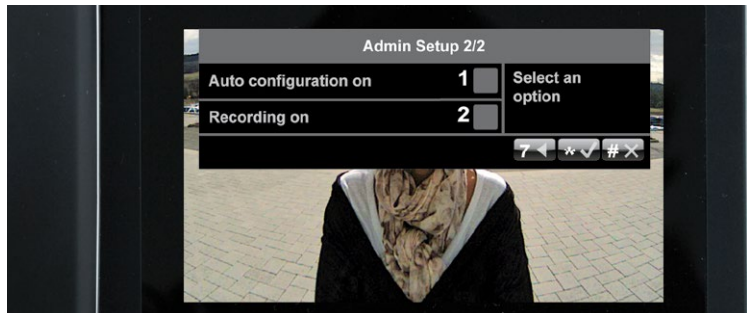 Admin Setup 2/2
Auto configuration on 1
Select an
option
Recording on 2
7 * #